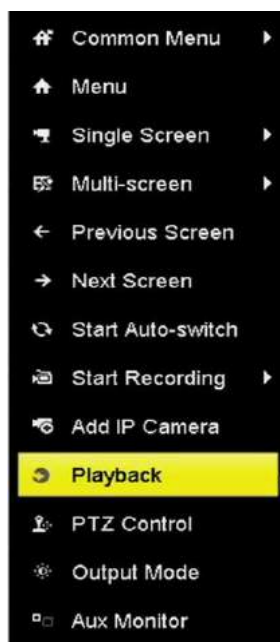 Common Menu
Menu
Single Screen
Multi-screen
Previous Screen
Next Screen
Start Auto-switch
Start Recording
Add IP Camera
Playback
PTZ Control
Output Mode
Aux Monitor